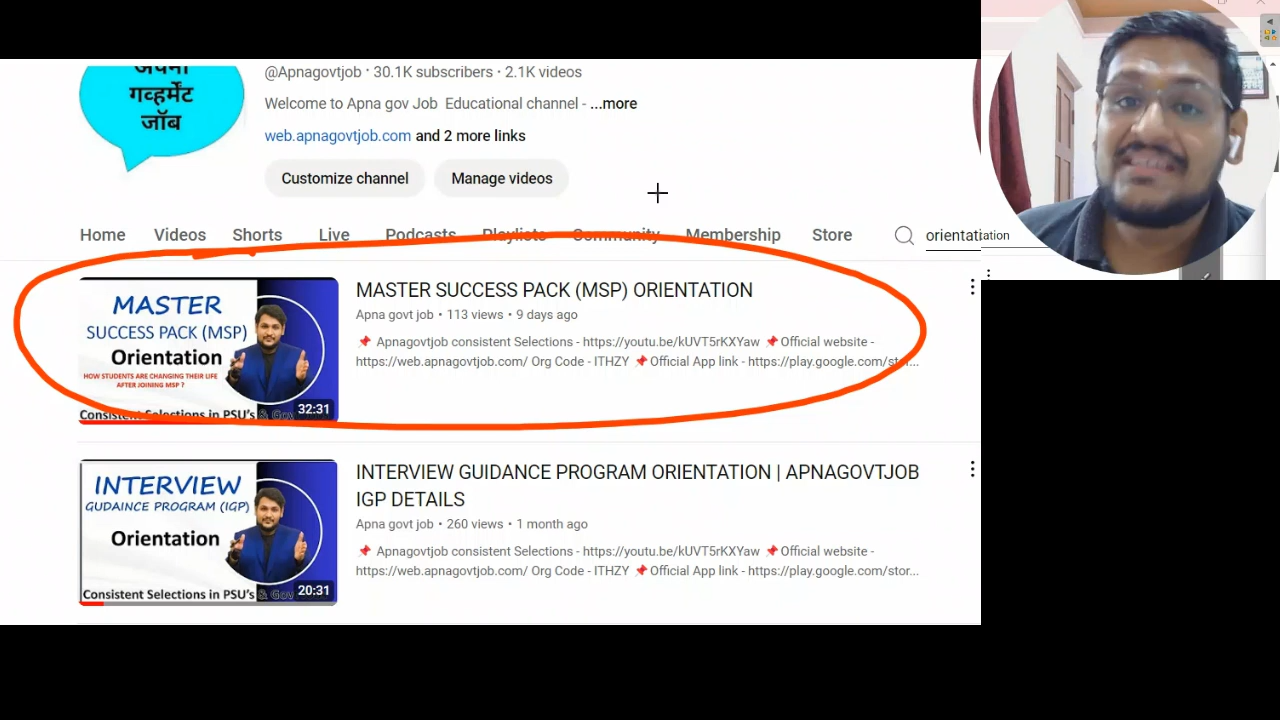 अपना
गव्हर्मेंट
जॉब
@Apnagovtjob · 30.1K subscribers · 2.1K videos
Welcome to Apna gov Job Educational channel - ...more
web.apnagovtjob.com and 2 more links
Customize channel
Manage videos
Home Videos Shorts Live Podcasts Playlists Community Membership Store
orientation
MASTER
SUCCESS PACK (MSP)
Orientation
HOW STUDENTS ARE CHANGING THEIR LIFE
AFTER JOINING MSP ?
Consistent Selections in PSU's & Gov
32:31
MASTER SUCCESS PACK (MSP) ORIENTATION
Apna govt job • 113 views • 9 days ago
📌 Apnagovtjob consistent Selections - https://youtu.be/kUVT5rKXYaw 📌Official website -
https://web.apnagovtjob.com/ Org Code - ITHZY 📌Official App link - https://play.google.com/stor...
INTERVIEW
GUDAINCE PROGRAM (IGP)
Orientation
Consistent Selections in PSU's & Gov
20:31
INTERVIEW GUIDANCE PROGRAM ORIENTATION | APNAGOVTJOB
IGP DETAILS
Apna govt job • 260 views • 1 month ago
📌 Apnagovtjob consistent Selections - https://youtu.be/kUVT5rKXYaw 📌Official website -
https://web.apnagovtjob.com/ Org Code - ITHZY 📌Official App link - https://play.google.com/stor...